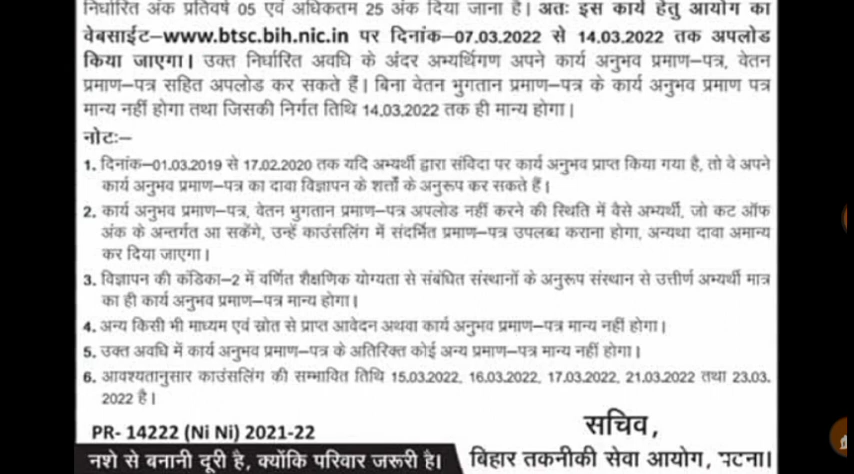 निर्धारित अंक प्रतिवर्ष 05 एवं अधिकतम 25 अंक दिया जाना है। अतः इस कार्य हेतु आयोग का
वेबसाईट–www.btsc.bih.nic.in पर दिनांक–07.03.2022 से 14.03.2022 तक अपलोड
किया जाएगा। उक्त निर्धारित अवधि के अंदर अभ्यर्थिगण अपने कार्य अनुभव प्रमाण–पत्र, वेतन
प्रमाण–पत्र सहित अपलोड कर सकते हैं। बिना वेतन भुगतान प्रमाण–पत्र के कार्य अनुभव प्रमाण पत्र
मान्य नहीं होगा तथा जिसकी निर्गत तिथि 14.03.2022 तक ही मान्य होगा।
नोटः–
1. दिनांक–01.03.2019 से 17.02.2020 तक यदि अभ्यर्थी द्वारा संविदा पर कार्य अनुभव प्राप्त किया गया है, तो वे अपने
कार्य अनुभव प्रमाण–पत्र का दावा विज्ञापन के शर्तों के अनुरूप कर सकते हैं।
2. कार्य अनुभव प्रमाण–पत्र, वेतन भुगतान प्रमाण–पत्र अपलोड नहीं करने की स्थिति में वैसे अभ्यर्थी, जो कट ऑफ
अंक के अन्तर्गत आ सकेंगे, उन्हें काउंसलिंग में संदर्भित प्रमाण–पत्र उपलब्ध कराना होगा, अन्यथा दावा अमान्य
कर दिया जाएगा।
3. विज्ञापन की कंडिका–2 में वर्णित शैक्षणिक योग्यता से संबंधित संस्थानों के अनुरूप संस्थान से उत्तीर्ण अभ्यर्थी मात्र
का ही कार्य अनुभव प्रमाण–पत्र मान्य होगा।
4. अन्य किसी भी माध्यम एवं स्रोत से प्राप्त आवेदन अथवा कार्य अनुभव प्रमाण–पत्र मान्य नहीं होगा।
5. उक्त अवधि में कार्य अनुभव प्रमाण–पत्र के अतिरिक्त कोई अन्य प्रमाण–पत्र मान्य नहीं होगा।
6. आवश्यतानुसार काउंसलिंग की सम्भावित तिथि 15.03.2022, 16.03.2022, 17.03.2022, 21.03.2022 तथा 23.03.
2022 है।
सचिव,
PR- 14222 (Ni Ni) 2021-22
नशे से बनानी दूरी है, क्योंकि परिवार जरूरी है।
बिहार तकनीकी सेवा आयोग, पटना।